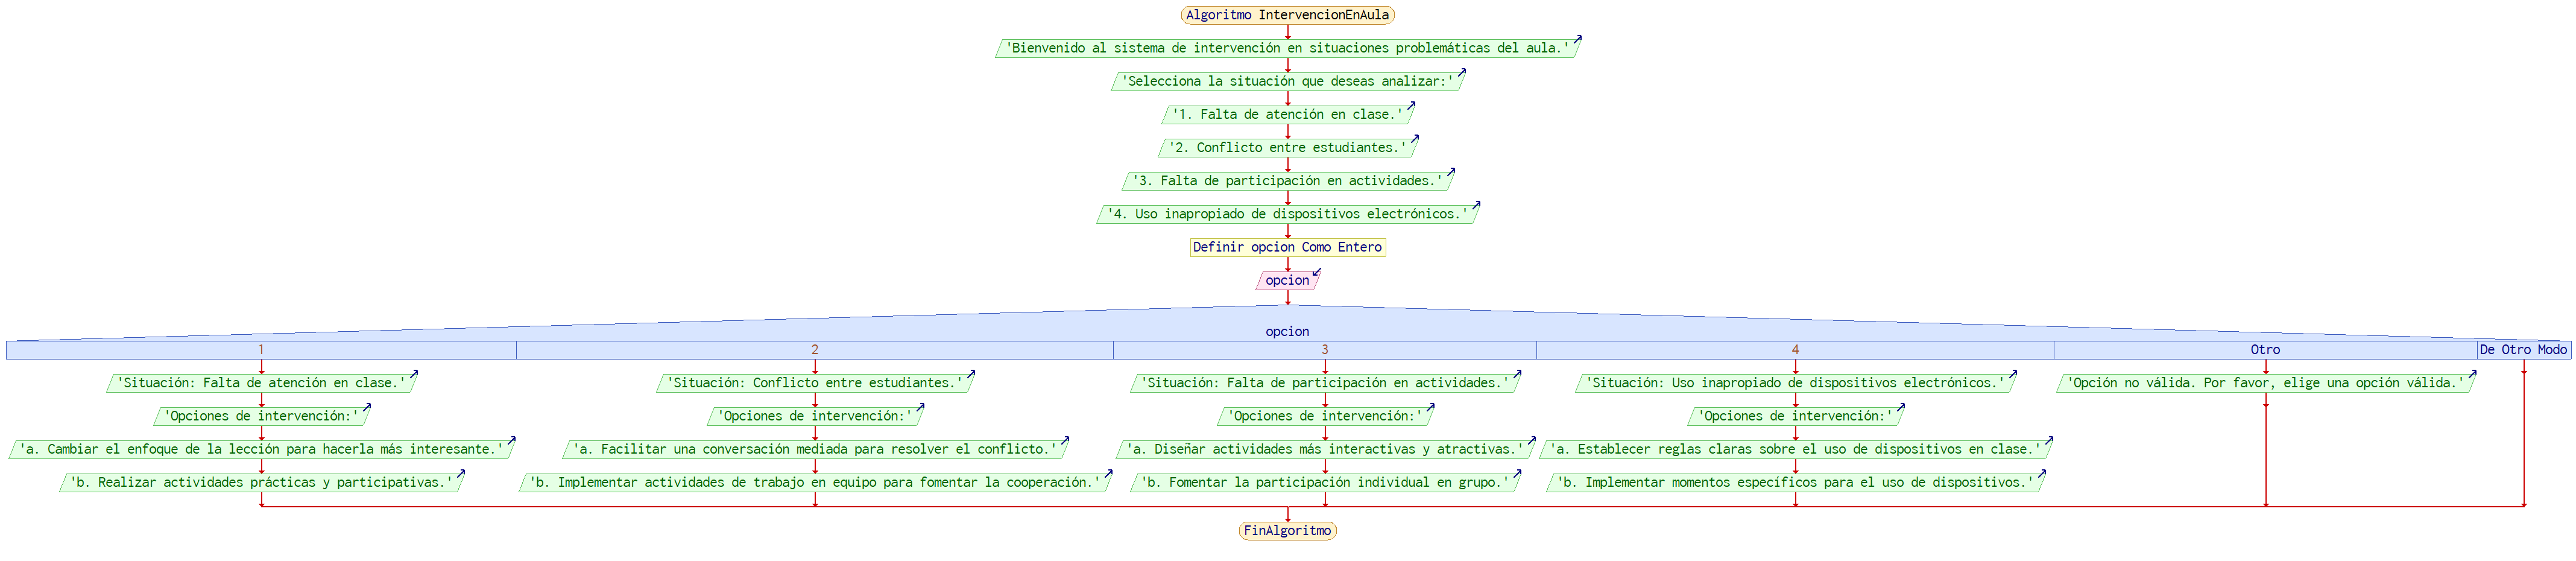 Algoritmo IntervencionEnAula
'Bienvenido al sistema de intervención en situaciones problemáticas del aula.'
'Selecciona la situación que deseas analizar:'
'1. Falta de atención en clase.'
'2. Conflicto entre estudiantes.'
'3. Falta de participación en actividades.'
'4. Uso inapropiado de dispositivos electrónicos.'
Definir opcion Como Entero
opcion
opcion
1
'Situación: Falta de atención en clase.'
'Opciones de intervención:'
'a. Cambiar el enfoque de la lección para hacerla más interesante.'
'b. Realizar actividades prácticas y participativas.'
2
'Situación: Conflicto entre estudiantes.'
'Opciones de intervención:'
'a. Facilitar una conversación mediada para resolver el conflicto.'
'b. Implementar actividades de trabajo en equipo para fomentar la cooperación.'
3
'Situación: Falta de participación en actividades.'
'Opciones de intervención:'
'a. Diseñar actividades más interactivas y atractivas.'
'b. Fomentar la participación individual en grupo.'
4
'Situación: Uso inapropiado de dispositivos electrónicos.'
'Opciones de intervención:'
'a. Establecer reglas claras sobre el uso de dispositivos en clase.'
'b. Implementar momentos específicos para el uso de dispositivos.'
Otro
'Opción no válida. Por favor, elige una opción válida.'
De Otro Modo
FinAlgoritmo